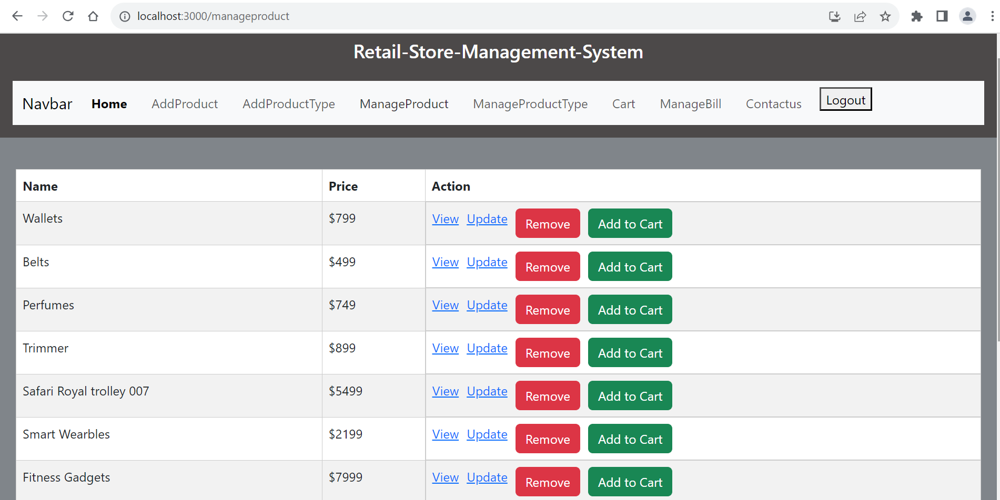 localhost:3000/manageproduct
Retail-Store-Management-System
Navbar Home AddProduct AddProductType ManageProduct ManageProductType Cart ManageBill Contactus Logout
Name Price Action
Wallets $799 View Update Remove Add to Cart
Belts $499 View Update Remove Add to Cart
Perfumes $749 View Update Remove Add to Cart
Trimmer $899 View Update Remove Add to Cart
Safari Royal trolley 007 $5499 View Update Remove Add to Cart
Smart Wearbles $2199 View Update Remove Add to Cart
Fitness Gadgets $7999 View Update Remove Add to Cart